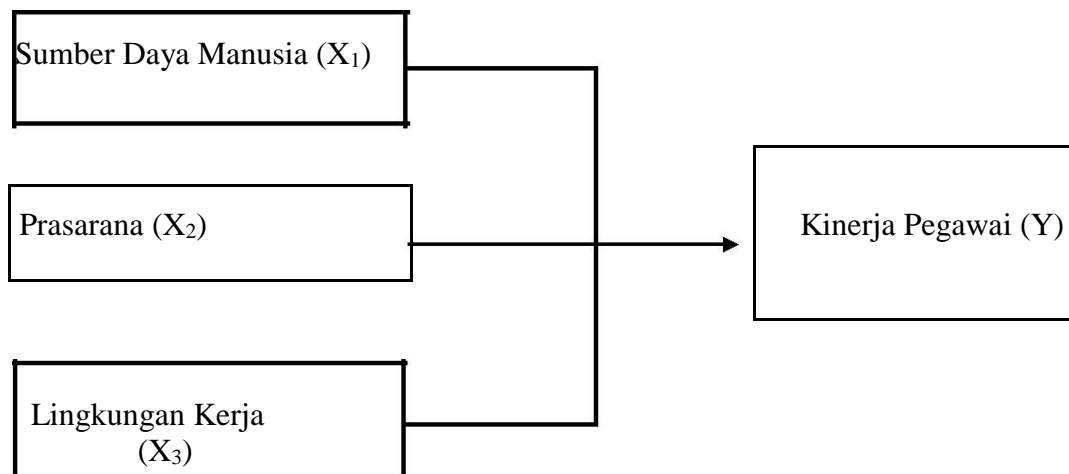 Sumber Daya Manusia (X₁)
Prasarana (X₂)
Kinerja Pegawai (Y)
Lingkungan Kerja
(X₃)